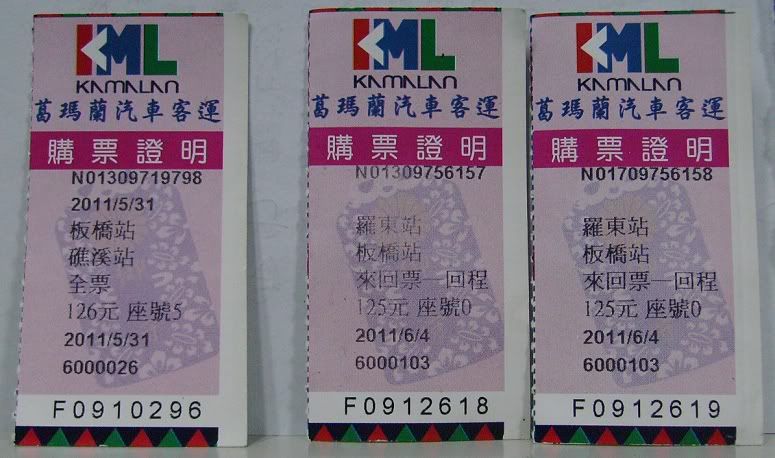 KML
KAMALAN
葛瑪蘭汽車客運
購票證明
N01309719798
2011/5/31
板橋站
礁溪站
全票
126元 座號5
2011/5/31
6000026
F0910296
KML
KAMALAN
葛瑪蘭汽車客運
購票證明
N01309756157
羅東站
板橋站
來回票—回程
125元 座號0
2011/6/4
6000103
F0912618
KML
KAMALAN
葛瑪蘭汽車客運
購票證明
N01709756158
羅東站
板橋站
來回票—回程
125元 座號0
2011/6/4
6000103
F0912619